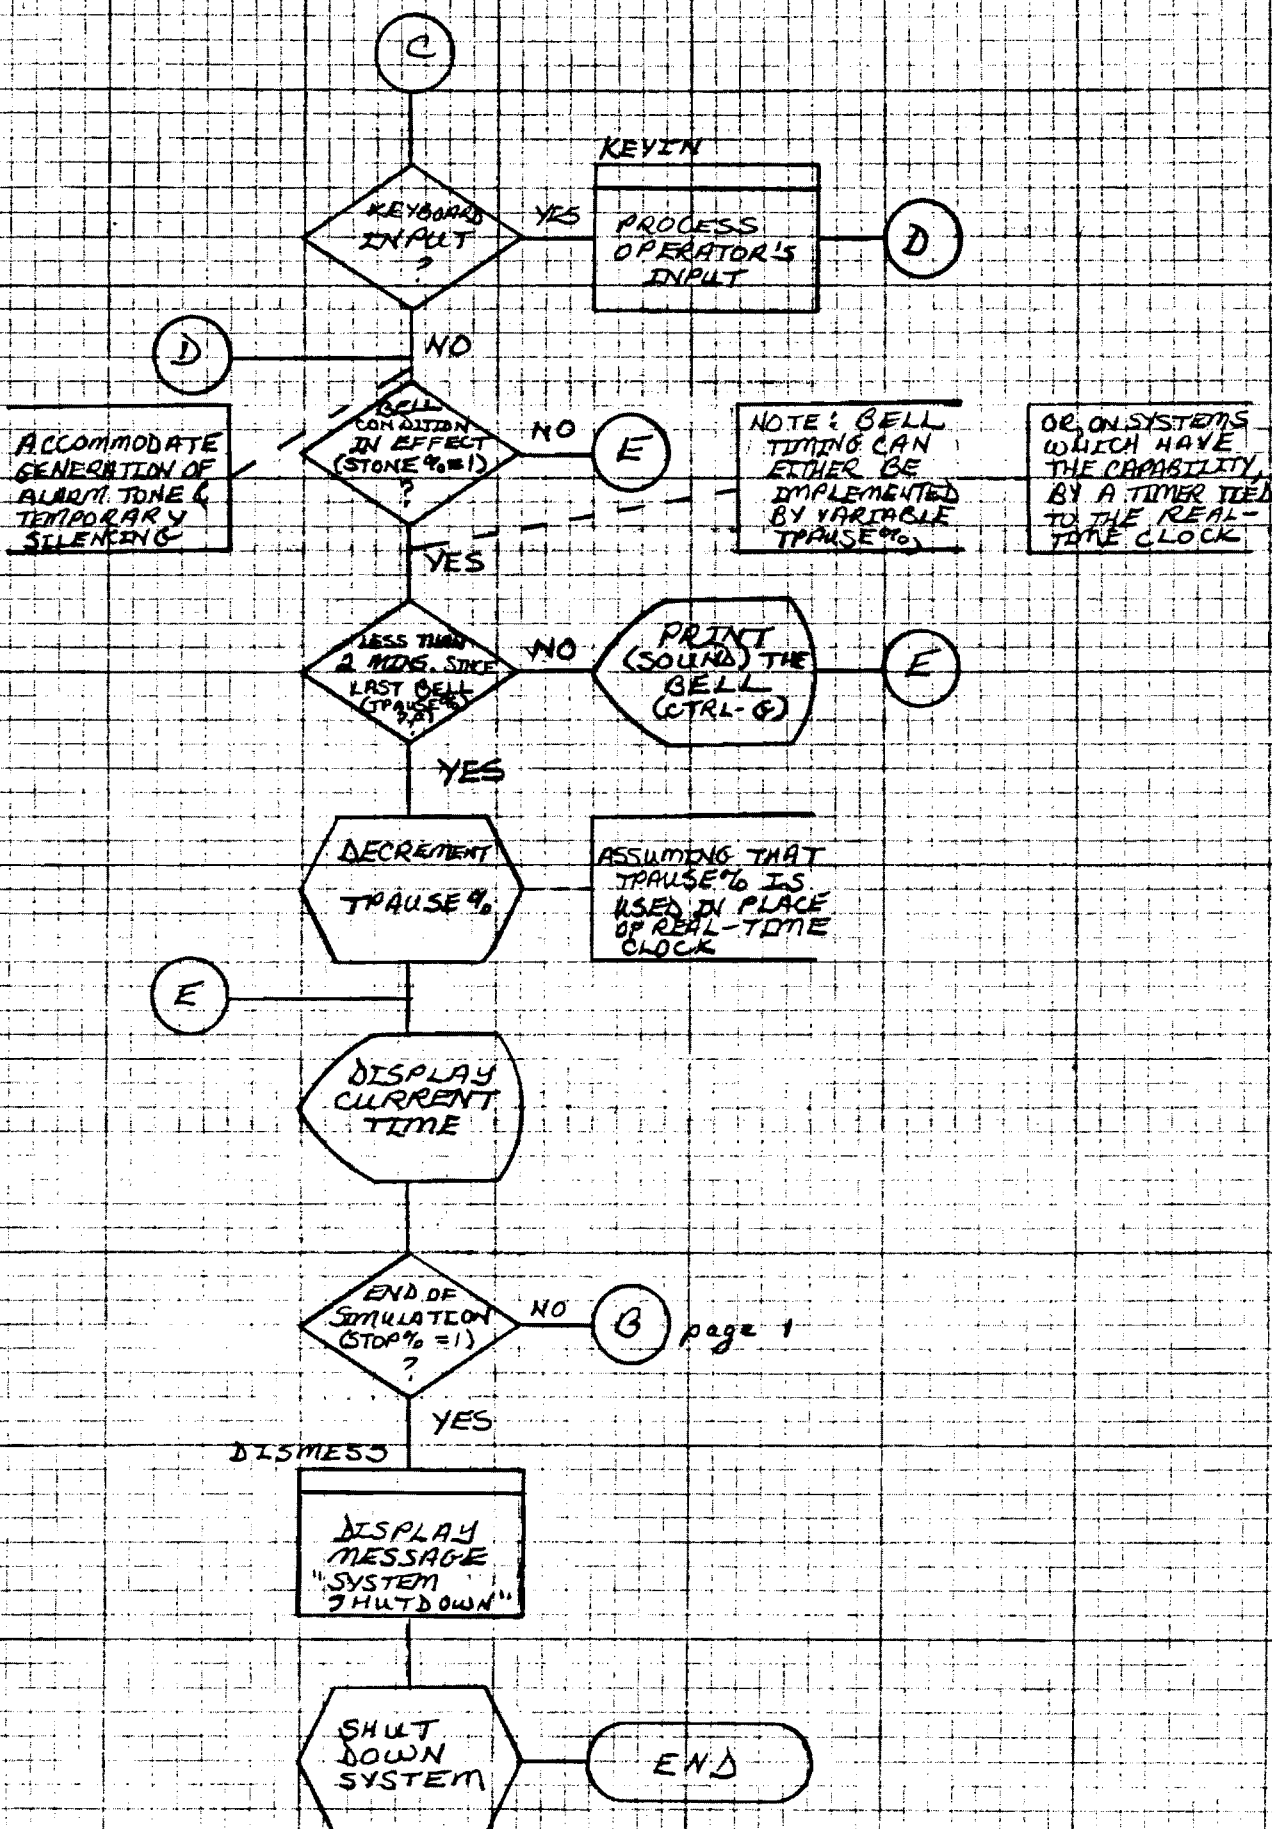 C
KEYIN
KEYBOARD
INPUT
?
YES
PROCESS
OPERATOR'S
INPUT
D
NO
D
BELL
CONDITION
IN EFFECT
(STONE%=1)
?
NO
E
ACCOMMODATE
GENERATION OF
ALARM TONE &
TEMPORARY
SILENCING
NOTE: BELL
TIMING CAN
EITHER BE
IMPLEMENTED
BY VARIABLE
TPAUSE%,
OR, ON SYSTEMS
WHICH HAVE
THE CAPABILITY,
BY A TIMER TIED
TO THE REAL-
TIME CLOCK
YES
LESS THAN
2 MINS. SINCE
LAST BELL
(TPAUSE%
NO
PRINT
(SOUND) THE
BELL
(CTRL-G)
E
YES
DECREMENT
TPAUSE%
ASSUMING THAT
TPAUSE% IS
USED IN PLACE
OF REAL-TIME
CLOCK
E
DISPLAY
CURRENT
TIME
END OF
SIMULATION
(STOP%=1)
?
NO
B
page 1
YES
DISMESS
DISPLAY
MESSAGE
"SYSTEM
SHUTDOWN"
SHUT
DOWN
SYSTEM
END